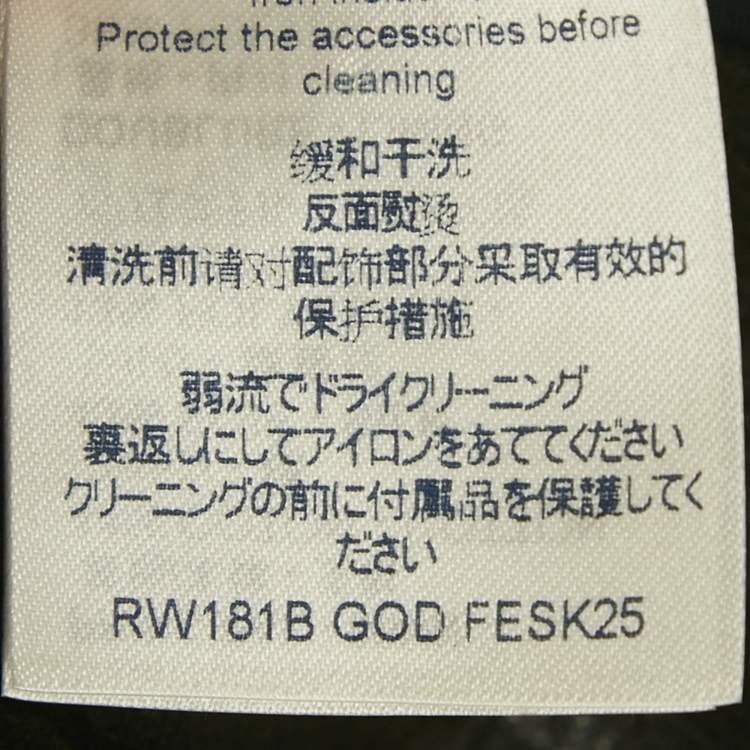 Protect the accessories before
cleaning
缓和干洗
反面熨烫
清洗前请对配饰部分采取有效的
保护措施
弱流でドライクリーニング
裏返しにしてアイロンをあててください
クリーニングの前に付属品を保護してく
ださい
RW181B GOD FESK25